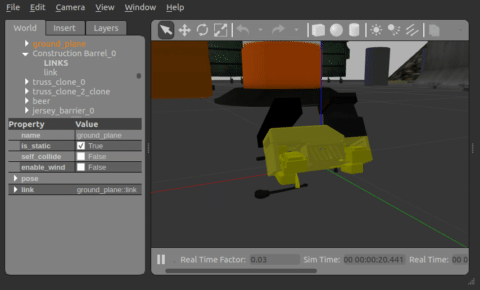 File Edit Camera View Window Help
World Insert Layers
ground_plane
Construction Barrel_0
LINKS
link
truss_clone_0
truss_clone_2_clone
beer
jersey_barrier_0
Property Value
name ground_plane
is_static True
self_collide False
enable_wind False
pose
link ground_plane::link
Real Time Factor: 0.03 Sim Time: 00 00:00:20.441 Real Time: 00 0